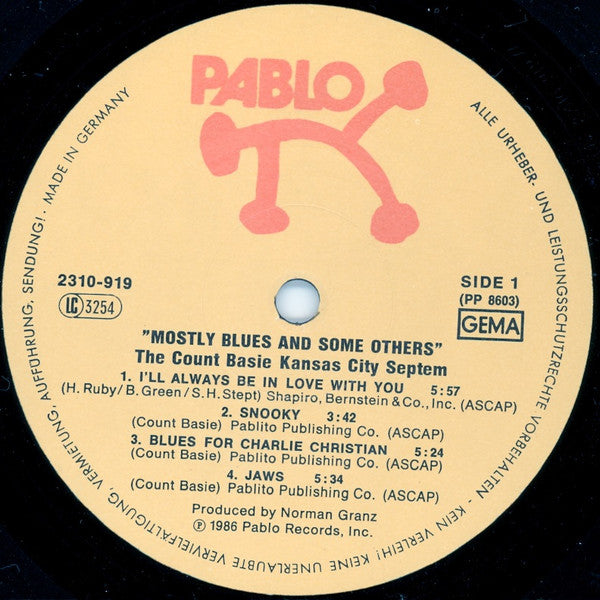 PABLO
ALLE URHEBER- UND LEISTUNGSSCHUTZRECHTE VORBEHALTEN - KEIN VERLEIH! KEINE UNERLAUBTE VERVIELFÄLTIGUNG, VERMIETUNG, AUFFÜHRUNG, SENDUNG! · MADE IN GERMANY
2310-919
LC 3254
SIDE 1
(PP 8603)
GEMA
"MOSTLY BLUES AND SOME OTHERS"
The Count Basie Kansas City Septem
1. I'LL ALWAYS BE IN LOVE WITH YOU 5:57
(H. Ruby/B. Green/S.H. Stept) Shapiro, Bernstein & Co., Inc. (ASCAP)
2. SNOOKY 3:42
(Count Basie) Pablito Publishing Co. (ASCAP)
3. BLUES FOR CHARLIE CHRISTIAN 5:24
(Count Basie) Pablito Publishing Co. (ASCAP)
4. JAWS 5:34
(Count Basie) Pablito Publishing Co. (ASCAP)
Produced by Norman Granz
℗ 1986 Pablo Records, Inc.